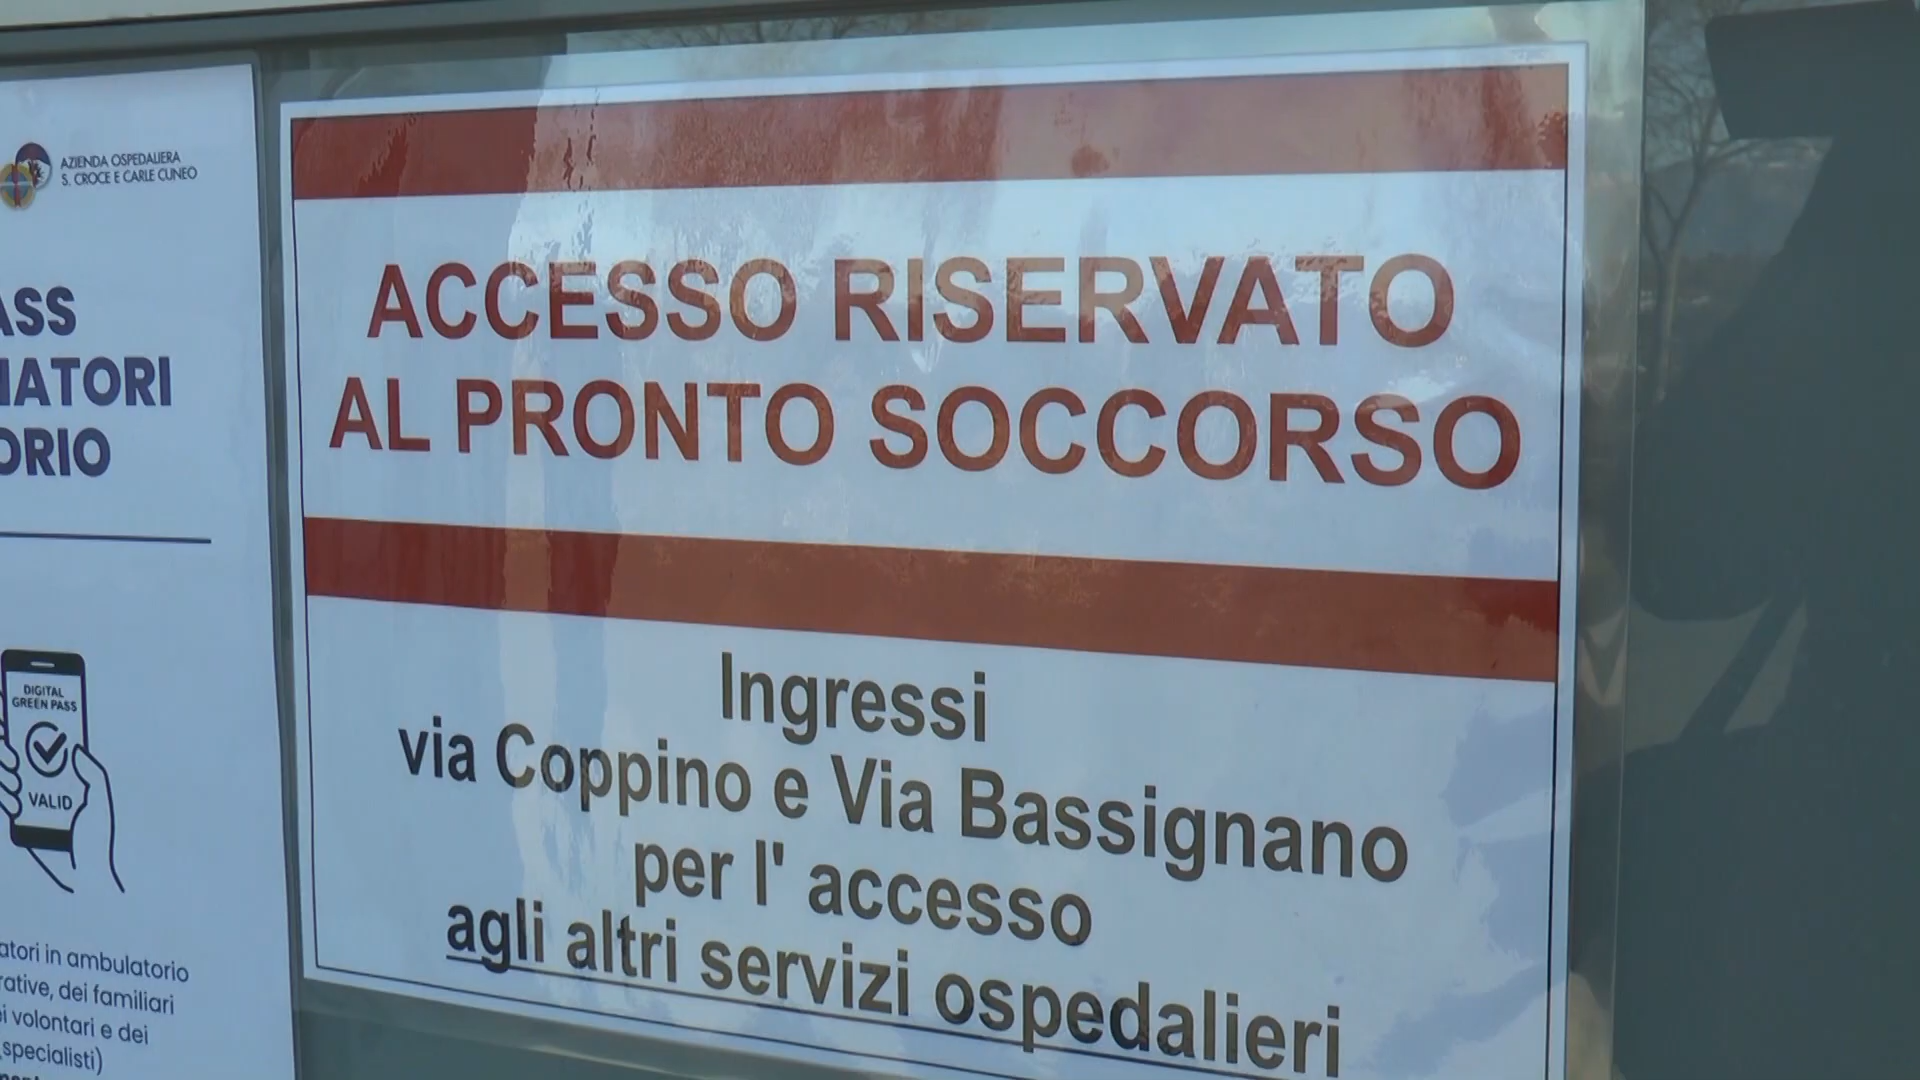 AZIENDA OSPEDALIERA
S. CROCE E CARLE CUNEO
ASS
IATORI
ORIO
DIGITAL
GREEN PASS
VALID
atori in ambulatorio
rative, dei familiari
ei volontari e dei
specialisti)
ACCESSO RISERVATO
AL PRONTO SOCCORSO
Ingressi
via Coppino e Via Bassignano
per l' accesso
agli altri servizi ospedalieri